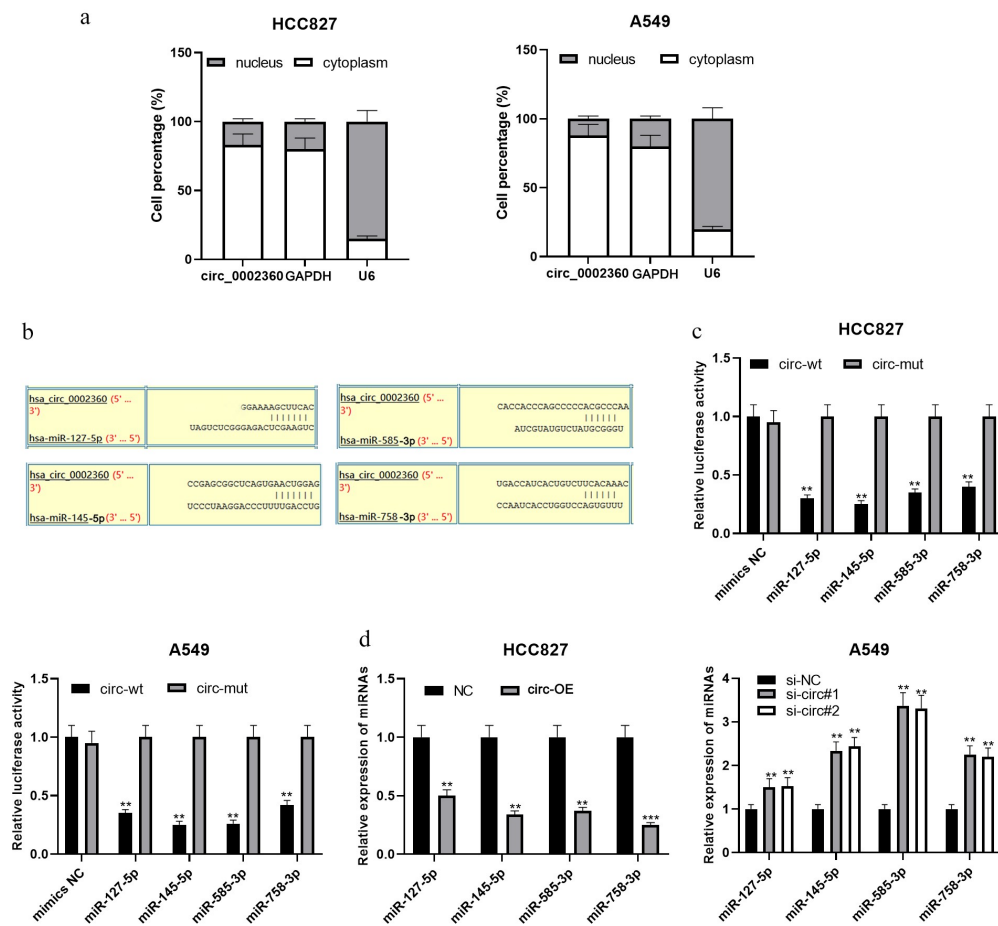 a
HCC827
150
100
50
0
Cell percentage (%)
nucleus
cytoplasm
circ_0002360
GAPDH
U6
A549
150
100
50
0
Cell percentage (%)
nucleus
cytoplasm
circ_0002360
GAPDH
U6
b
hsa_circ_0002360 (5' ...
3')
hsa-miR-127-5p (3' ... 5')
GGAAAAGCUUCAC
|||||||
UAGUCUCGGGAGACUCGAAGUC
hsa_circ_0002360 (5' ...
3')
hsa-miR-585-3p (3' ... 5')
CACCACCCAGCCCCCACGCCCAA
||||||
AUCGUAUGUCUAUGCGGGU
hsa_circ_0002360 (5' ...
3')
hsa-miR-145-5p (3' ... 5')
CCGAGCGGCUCAGUGAACUGGAG
|||||||
UCCCUAAGGACCCUUUUGACCUG
hsa_circ_0002360 (5' ...
3')
hsa-miR-758-3p (3' ... 5')
UGACCAUCACUGUCUUCACAAAC
||||||
CCAAUCACCUGGUCCAGUGUUU
c
HCC827
circ-wt
circ-mut
1.5
1.0
0.5
0.0
Relative luciferase activity
**
**
**
**
mimics NC
miR-127-5p
miR-145-5p
miR-585-3p
miR-758-3p
A549
circ-wt
circ-mut
1.5
1.0
0.5
0.0
Relative luciferase activity
**
**
**
**
mimics NC
miR-127-5p
miR-145-5p
miR-585-3p
miR-758-3p
d
HCC827
NC
circ-OE
1.5
1.0
0.5
0.0
Relative expression of miRNAs
**
**
**
***
miR-127-5p
miR-145-5p
miR-585-3p
miR-758-3p
A549
si-NC
si-circ#1
si-circ#2
4
3
2
1
0
Relative expression of miRNAs
** **
** **
** **
** **
miR-127-5p
miR-145-5p
miR-585-3p
miR-758-3p